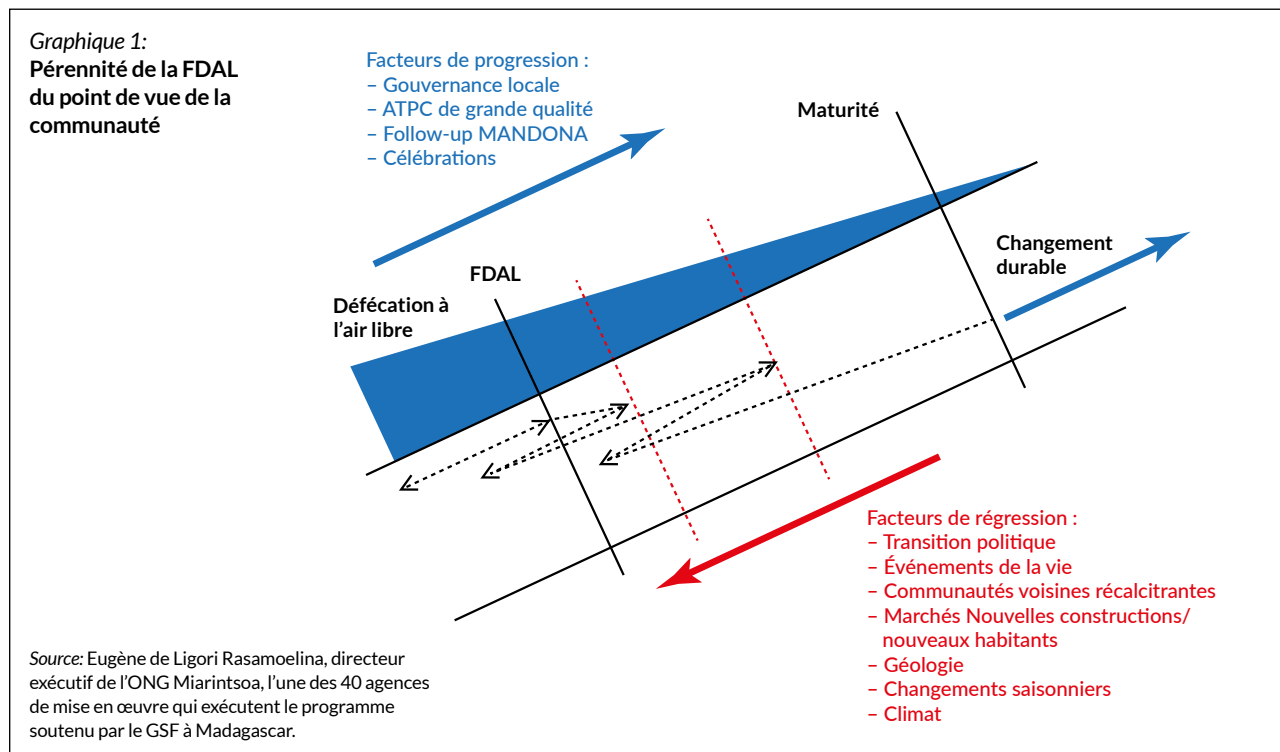 Graphique 1:
Pérennité de la FDAL
du point de vue de la
communauté
Facteurs de progression :
– Gouvernance locale
– ATPC de grande qualité
– Follow-up MANDONA
– Célébrations
Maturité
Changement
durable
FDAL
Défécation à
l’air libre
Facteurs de régression :
– Transition politique
– Événements de la vie
– Communautés voisines récalcitrantes
– Marchés Nouvelles constructions/
nouveaux habitants
– Géologie
– Changements saisonniers
– Climat
Source: Eugène de Ligori Rasamoelina, directeur
exécutif de l’ONG Miarintsoa, l’une des 40 agences
de mise en œuvre qui exécutent le programme
soutenu par le GSF à Madagascar.